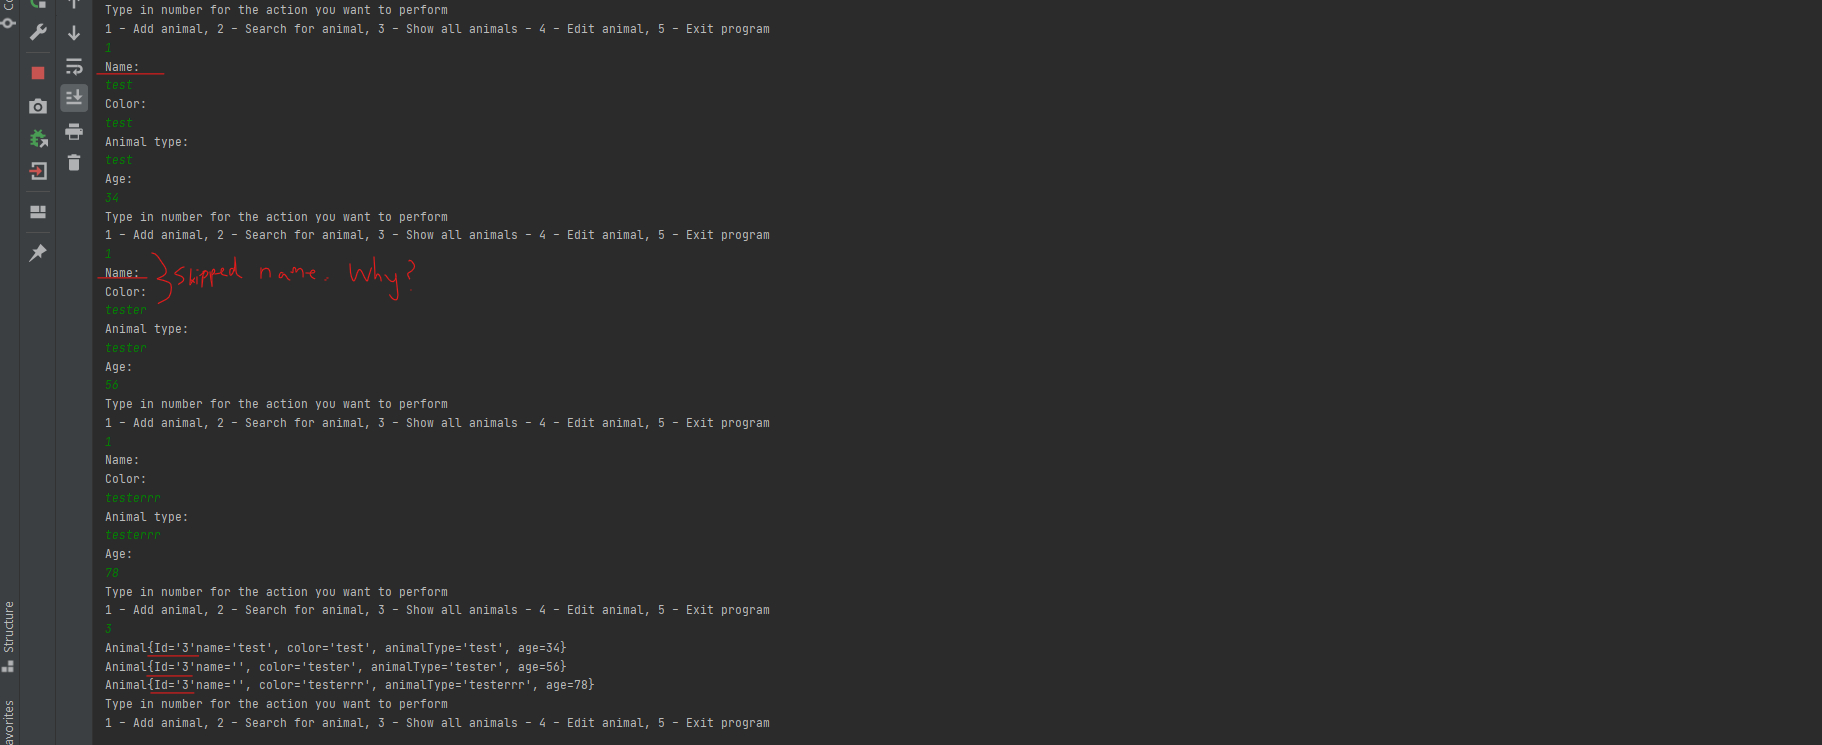 Type in number for the action you want to perform
1 - Add animal, 2 - Search for animal, 3 - Show all animals - 4 - Edit animal, 5 - Exit program
1
Name:
test
Color:
test
Animal type:
test
Age:
34
Type in number for the action you want to perform
1 - Add animal, 2 - Search for animal, 3 - Show all animals - 4 - Edit animal, 5 - Exit program
1
Name:
Color:
skipped name. Why?
tester
Animal type:
tester
Age:
56
Type in number for the action you want to perform
1 - Add animal, 2 - Search for animal, 3 - Show all animals - 4 - Edit animal, 5 - Exit program
1
Name:
Color:
testerrr
Animal type:
testerrr
Age:
78
Type in number for the action you want to perform
1 - Add animal, 2 - Search for animal, 3 - Show all animals - 4 - Edit animal, 5 - Exit program
3
Animal{Id='3'name='test', color='test', animalType='test', age=34}
Animal{Id='3'name='', color='tester', animalType='tester', age=56}
Animal{Id='3'name='', color='testerrr', animalType='testerrr', age=78}
Type in number for the action you want to perform
1 - Add animal, 2 - Search for animal, 3 - Show all animals - 4 - Edit animal, 5 - Exit program
Structure
avorites